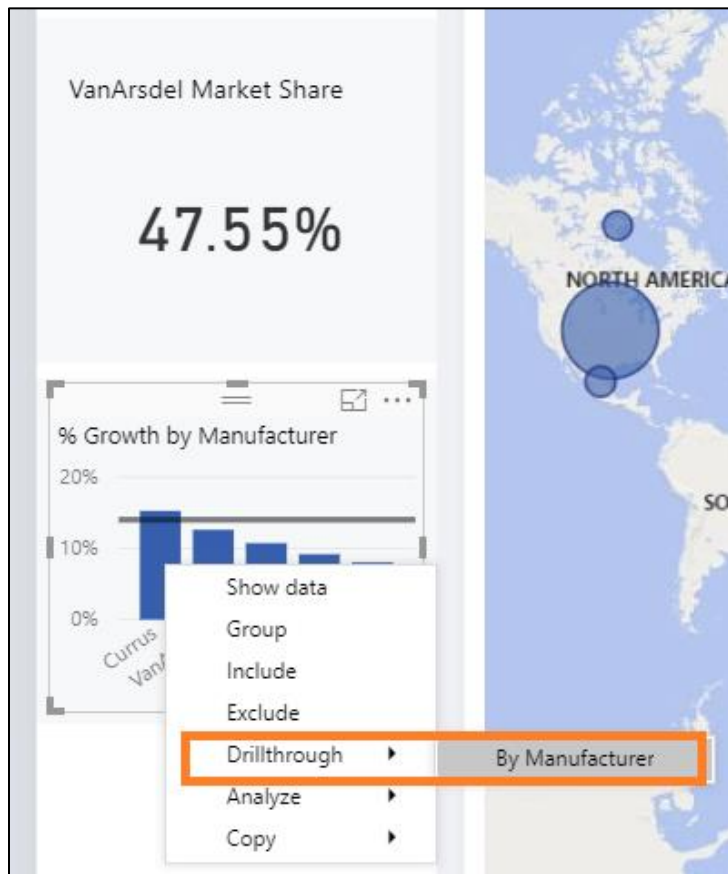 VanArsdel Market Share
47.55%
NORTH AMERICA
% Growth by Manufacturer
20%
10%
0%
Currus
Show data
Group
Include
Exclude
Drillthrough
By Manufacturer
Analyze
Copy